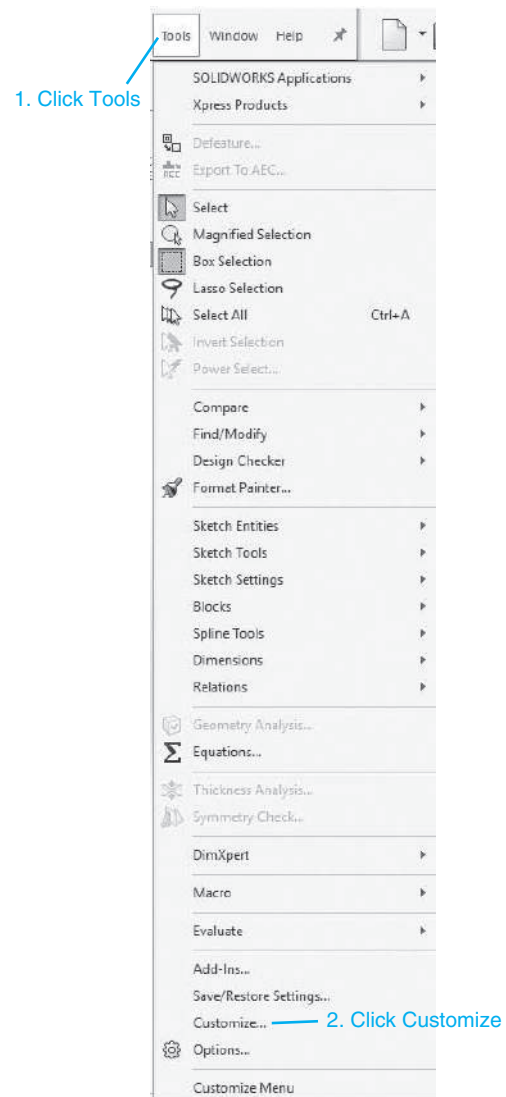 Tools Window Help
1. Click Tools
SOLIDWORKS Applications
Xpress Products
Defeature...
Export To AEC...
Select
Magnified Selection
Box Selection
Lasso Selection
Select All Ctrl+A
Invert Selection
Power Select...
Compare
Find/Modify
Design Checker
Format Painter...
Sketch Entities
Sketch Tools
Sketch Settings
Blocks
Spline Tools
Dimensions
Relations
Geometry Analysis...
Equations...
Thickness Analysis...
Symmetry Check...
DimXpert
Macro
Evaluate
Add-Ins...
Save/Restore Settings...
Customize... 2. Click Customize
Options...
Customize Menu